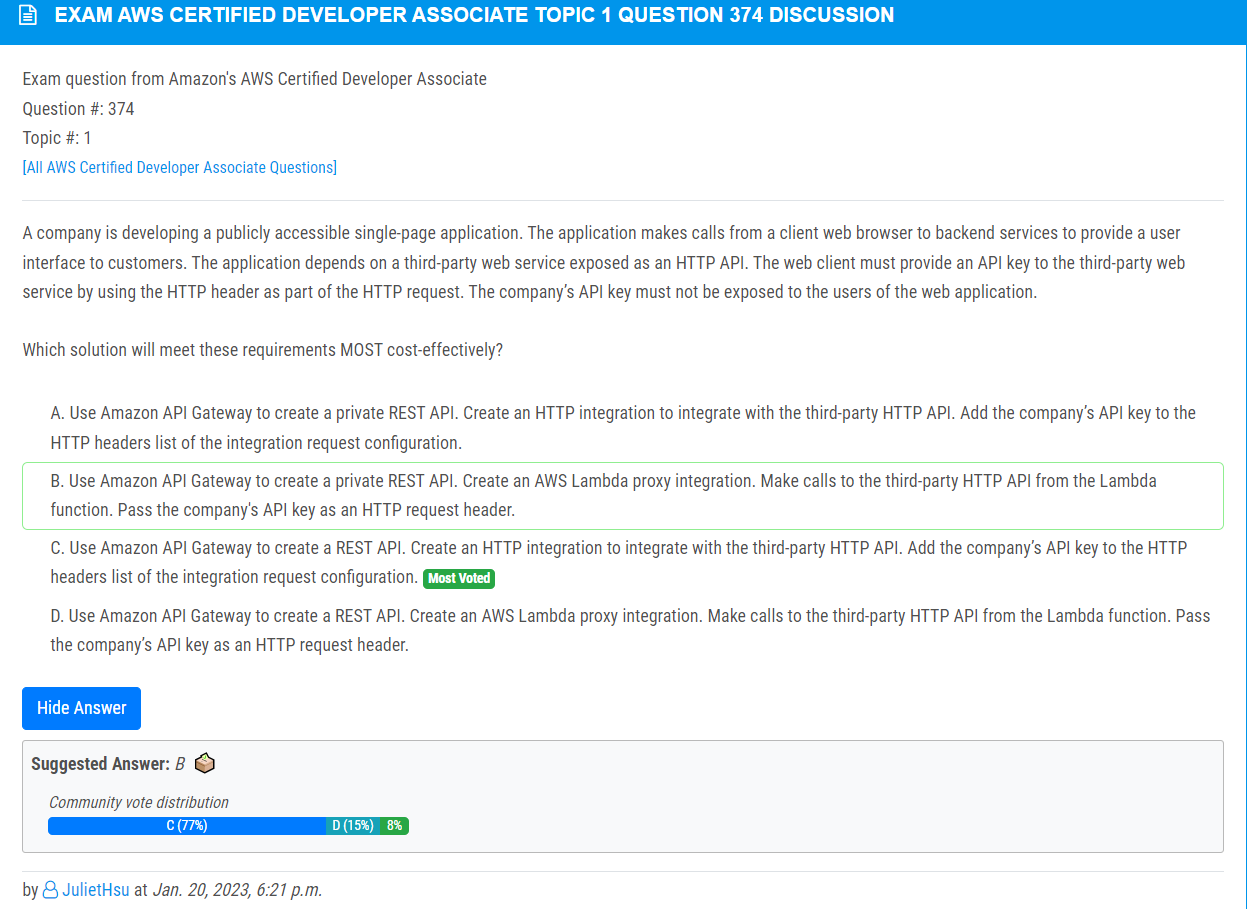 EXAM AWS CERTIFIED DEVELOPER ASSOCIATE TOPIC 1 QUESTION 374 DISCUSSION
Exam question from Amazon's AWS Certified Developer Associate
Question #: 374
Topic #: 1
[All AWS Certified Developer Associate Questions]
A company is developing a publicly accessible single-page application. The application makes calls from a client web browser to backend services to provide a user
interface to customers. The application depends on a third-party web service exposed as an HTTP API. The web client must provide an API key to the third-party web
service by using the HTTP header as part of the HTTP request. The company’s API key must not be exposed to the users of the web application.
Which solution will meet these requirements MOST cost-effectively?
A. Use Amazon API Gateway to create a private REST API. Create an HTTP integration to integrate with the third-party HTTP API. Add the company’s API key to the
HTTP headers list of the integration request configuration.
B. Use Amazon API Gateway to create a private REST API. Create an AWS Lambda proxy integration. Make calls to the third-party HTTP API from the Lambda
function. Pass the company's API key as an HTTP request header.
C. Use Amazon API Gateway to create a REST API. Create an HTTP integration to integrate with the third-party HTTP API. Add the company’s API key to the HTTP
headers list of the integration request configuration. Most Voted
D. Use Amazon API Gateway to create a REST API. Create an AWS Lambda proxy integration. Make calls to the third-party HTTP API from the Lambda function. Pass
the company’s API key as an HTTP request header.
Hide Answer
Suggested Answer: B
Community vote distribution
C (77%) D (15%) 8%
by JulietHsu at Jan. 20, 2023, 6:21 p.m.